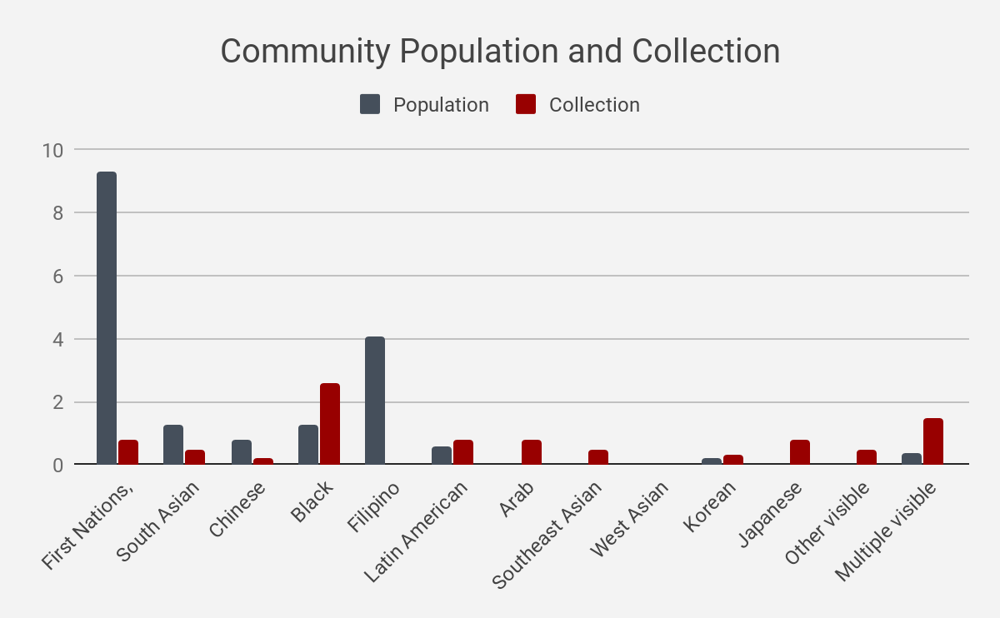 Community Population and Collection
Population
Collection
10
8
6
4
2
0
First Nations,
South Asian
Chinese
Black
Filipino
Latin American
Arab
Southeast Asian
West Asian
Korean
Japanese
Other visible
Multiple visible